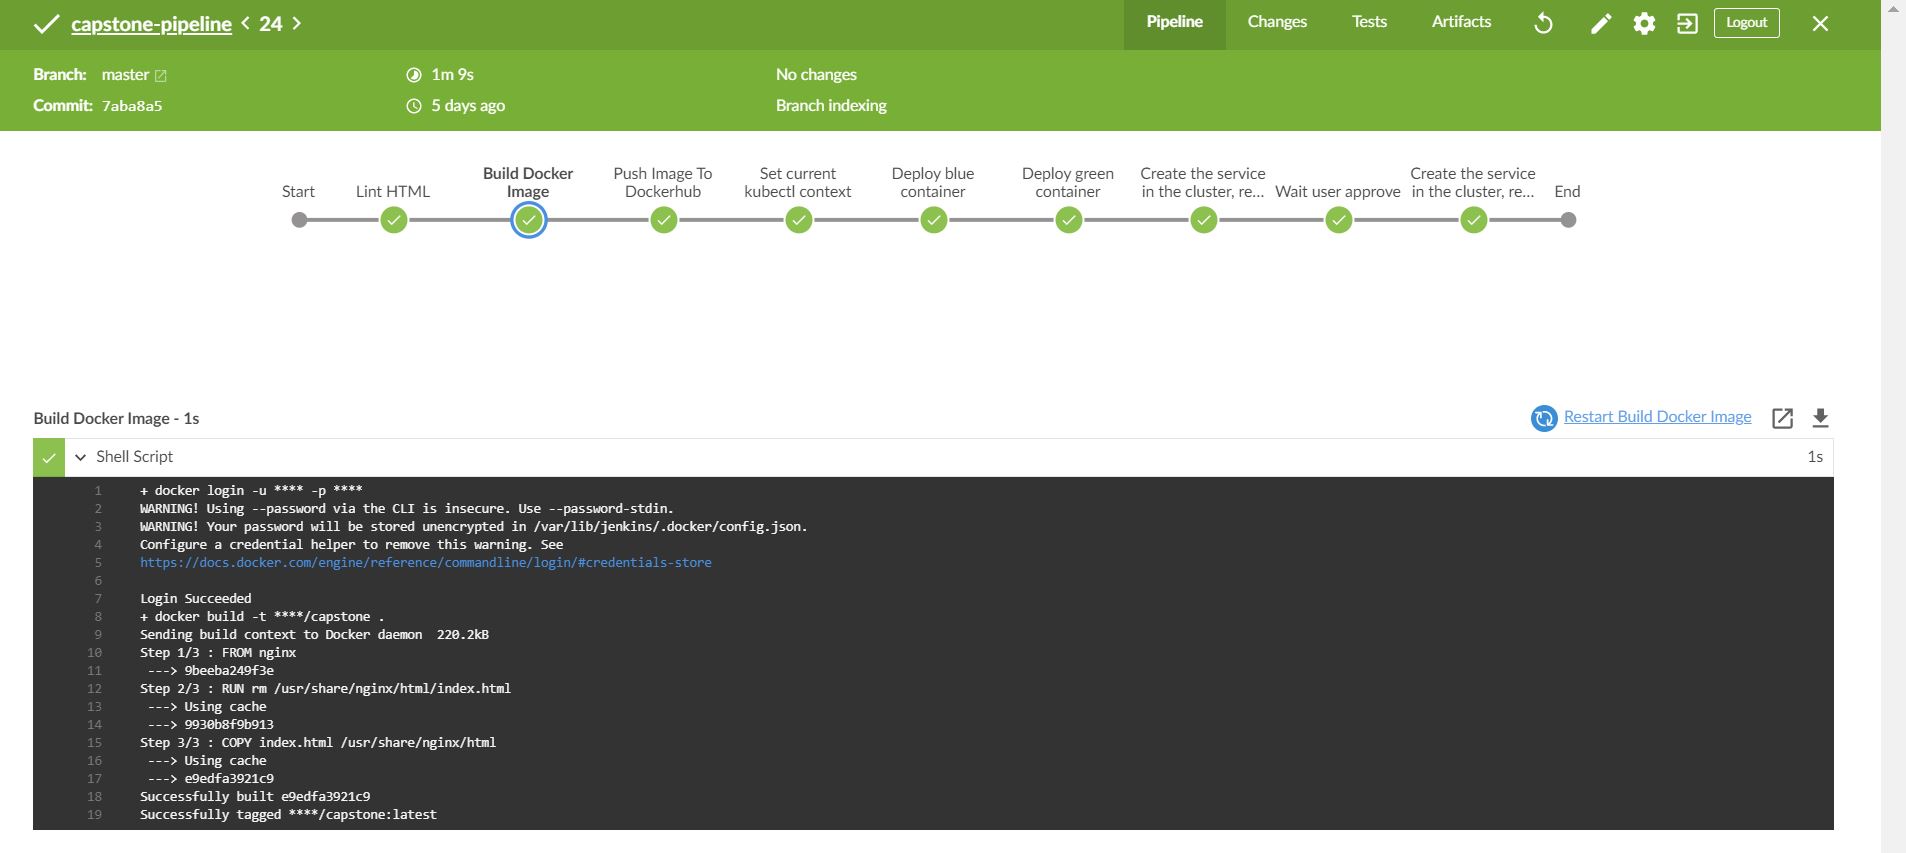 capstone-pipeline < 24 >
Pipeline Changes Tests Artifacts Logout
Branch: master 1m 9s No changes
Commit: 7aba8a5 5 days ago Branch indexing
Start
Lint HTML
Build Docker
Image
Push Image To
Dockerhub
Set current
kubectl context
Deploy blue
container
Deploy green
container
Create the service
in the cluster, re...
Wait user approve
Create the service
in the cluster, re...
End
Build Docker Image - 1s
Restart Build Docker Image
Shell Script 1s
1 + docker login -u **** -p ****
2 WARNING! Using --password via the CLI is insecure. Use --password-stdin.
3 WARNING! Your password will be stored unencrypted in /var/lib/jenkins/.docker/config.json.
4 Configure a credential helper to remove this warning. See
5 https://docs.docker.com/engine/reference/commandline/login/#credentials-store
6
7 Login Succeeded
8 + docker build -t ****/capstone .
9 Sending build context to Docker daemon  220.2kB
10 Step 1/3 : FROM nginx
11  ---> 9beeba249f3e
12 Step 2/3 : RUN rm /usr/share/nginx/html/index.html
13  ---> Using cache
14  ---> 9930b8f9b913
15 Step 3/3 : COPY index.html /usr/share/nginx/html
16  ---> Using cache
17  ---> e9edfa3921c9
18 Successfully built e9edfa3921c9
19 Successfully tagged ****/capstone:latest